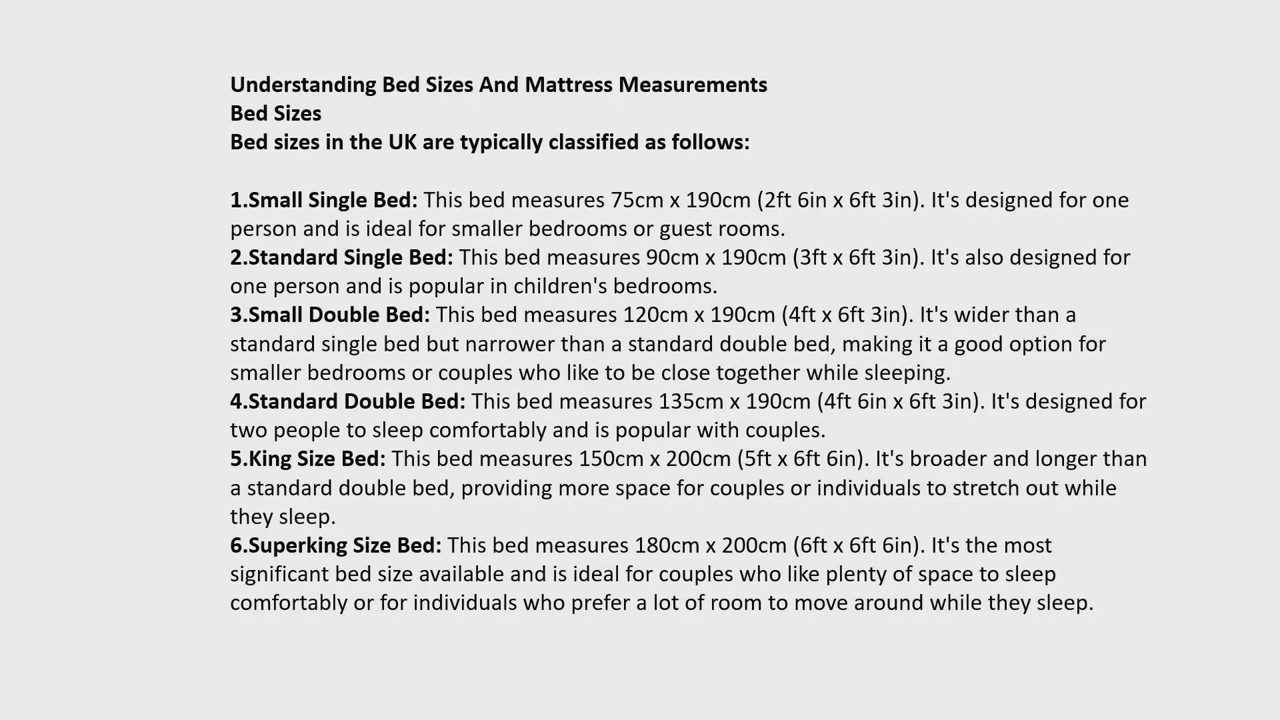 Understanding Bed Sizes And Mattress Measurements
Bed Sizes
Bed sizes in the UK are typically classified as follows:
1.Small Single Bed: This bed measures 75cm x 190cm (2ft 6in x 6ft 3in). It's designed for one
person and is ideal for smaller bedrooms or guest rooms.
2.Standard Single Bed: This bed measures 90cm x 190cm (3ft x 6ft 3in). It's also designed for
one person and is popular in children's bedrooms.
3.Small Double Bed: This bed measures 120cm x 190cm (4ft x 6ft 3in). It's wider than a
standard single bed but narrower than a standard double bed, making it a good option for
smaller bedrooms or couples who like to be close together while sleeping.
4.Standard Double Bed: This bed measures 135cm x 190cm (4ft 6in x 6ft 3in). It's designed for
two people to sleep comfortably and is popular with couples.
5.King Size Bed: This bed measures 150cm x 200cm (5ft x 6ft 6in). It's broader and longer than
a standard double bed, providing more space for couples or individuals to stretch out while
they sleep.
6.Superking Size Bed: This bed measures 180cm x 200cm (6ft x 6ft 6in). It's the most
significant bed size available and is ideal for couples who like plenty of space to sleep
comfortably or for individuals who prefer a lot of room to move around while they sleep.